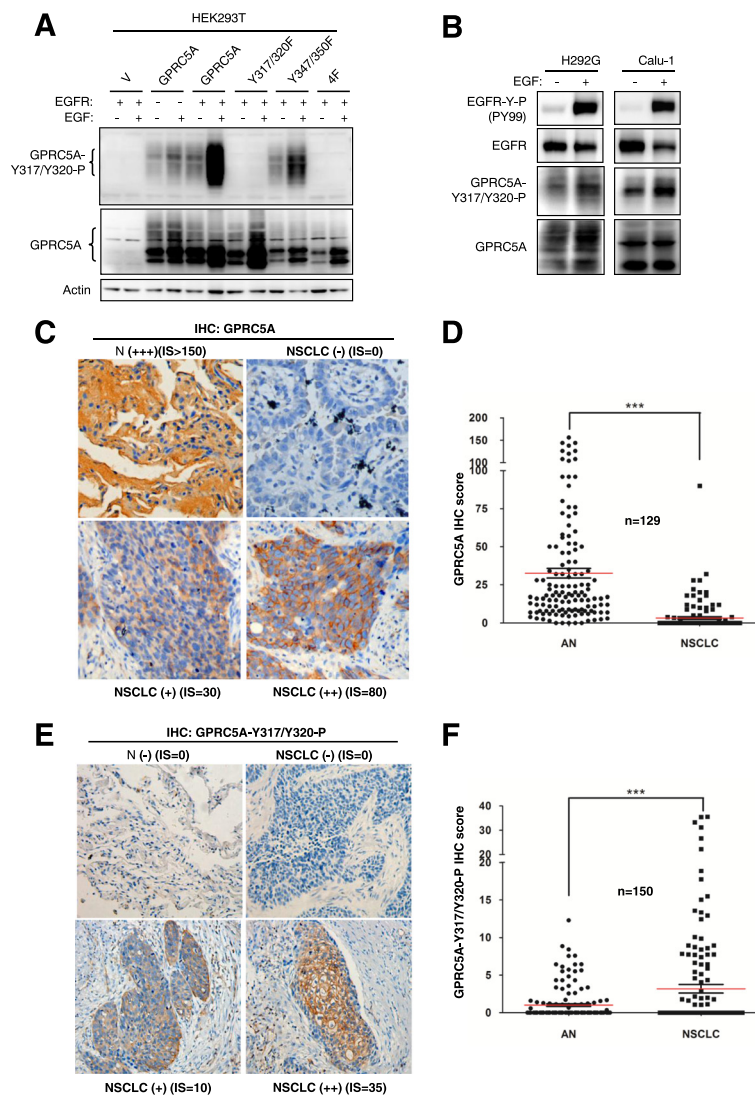 A
HEK293T
V
GPRC5A
GPRC5A
Y317/320F
Y347/350F
4F
EGFR: + + - - + + + + + + + +
EGF: - + - + - + - + - + - +
GPRC5A-
Y317/Y320-P
GPRC5A
Actin
B
H292G
Calu-1
EGF: - + - +
EGFR-Y-P
(PY99)
EGFR
GPRC5A-
Y317/Y320-P
GPRC5A
C
IHC: GPRC5A
N (+++)(IS>150)
NSCLC (-) (IS=0)
NSCLC (+) (IS=30)
NSCLC (++) (IS=80)
D
***
200
150
100
100
75
50
25
0
GPRC5A IHC score
n=129
AN
NSCLC
E
IHC: GPRC5A-Y317/Y320-P
N (-) (IS=0)
NSCLC (-) (IS=0)
NSCLC (+) (IS=10)
NSCLC (++) (IS=35)
F
***
40
30
20
20
15
10
5
0
GPRC5A-Y317/Y320-P IHC score
n=150
AN
NSCLC